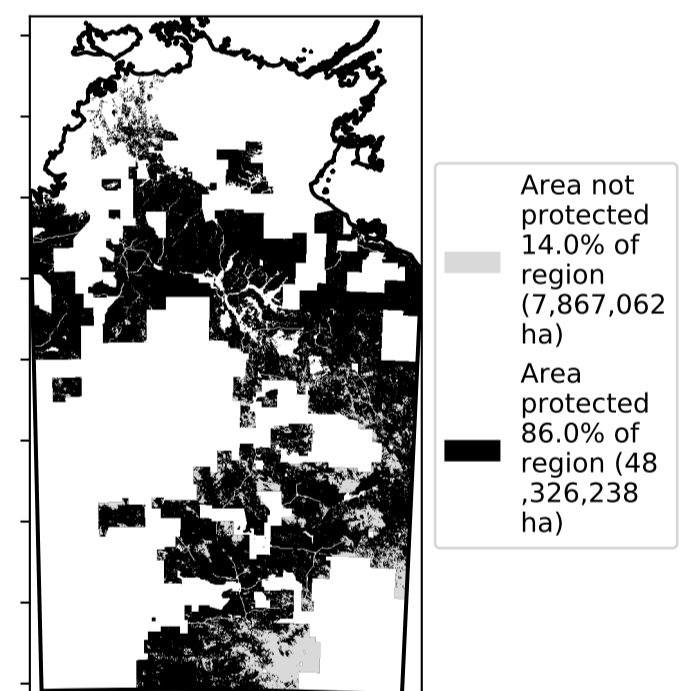 Area not
protected
14.0% of
region
(7,867,062
ha)
Area
protected
86.0% of
region (48
,326,238
ha)